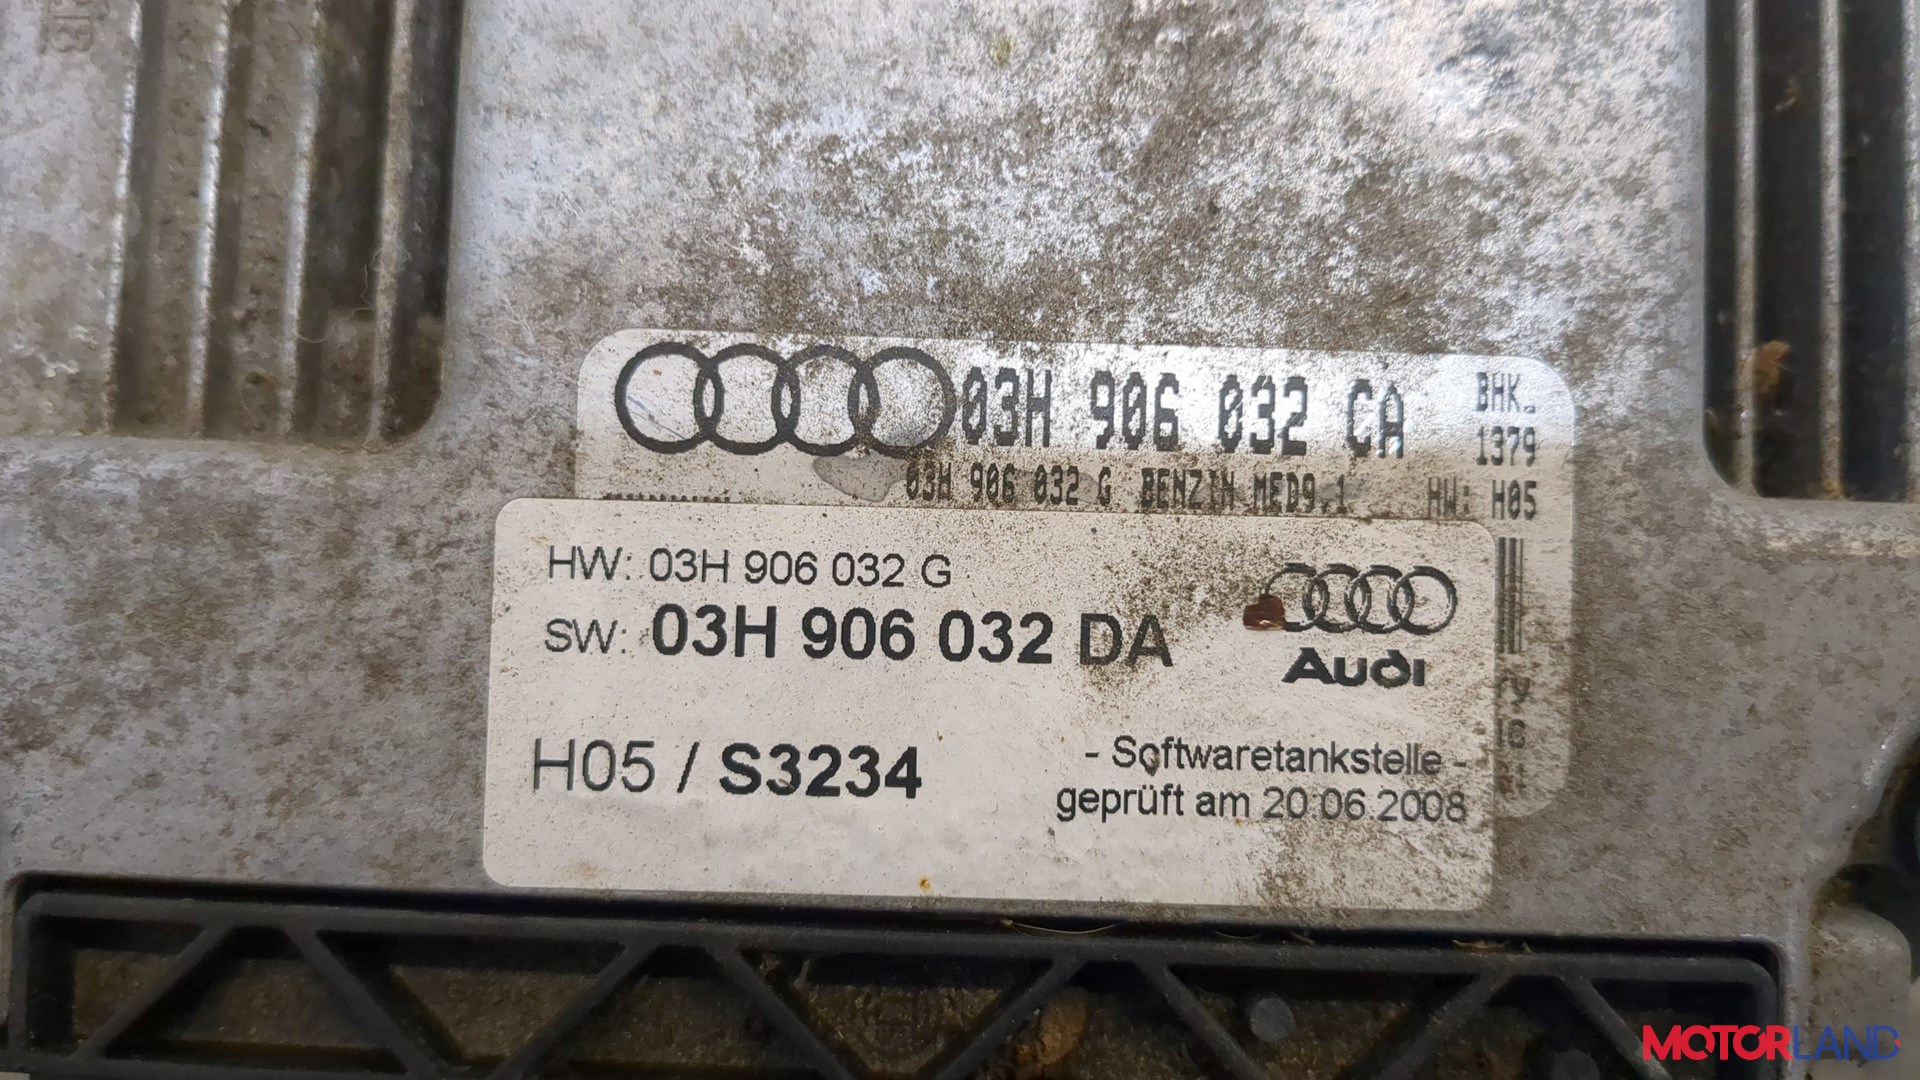 03H 906 032 CA
BHK_
1379
03H 906 032 G BENZIN MED9.1 HW: H05
HW: 03H 906 032 G
SW: 03H 906 032 DA
Audi
H05 / S3234
- Softwaretankstelle -
geprüft am 20.06.2008
MOTORLAND